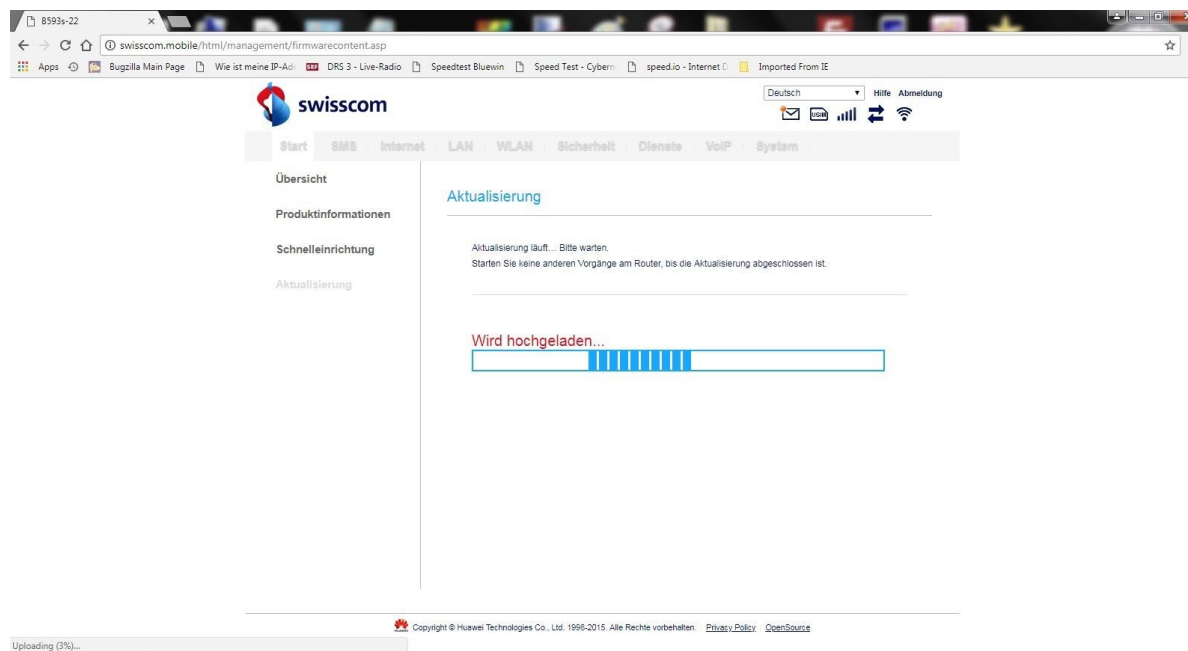 B593s-22
swisscom.mobile/html/management/firmwarecontent.asp
Apps Bugzilla Main Page Wie ist meine IP-Ad DRS 3 - Live-Radio Speedtest Bluewin Speed Test - Cybern speed.io - Internet D Imported From IE
swisscom
Deutsch Hilfe Abmeldung
USIM
Start SMS Internet LAN WLAN Sicherheit Dienste VoIP System
Übersicht
Produktinformationen
Schnelleinrichtung
Aktualisierung
Aktualisierung
Aktualisierung läuft... Bitte warten.
Starten Sie keine anderen Vorgänge am Router, bis die Aktualisierung abgeschlossen ist.
Wird hochgeladen...
Copyright © Huawei Technologies Co., Ltd. 1998-2015. Alle Rechte vorbehalten. Privacy Policy OpenSource
Uploading (3%)...